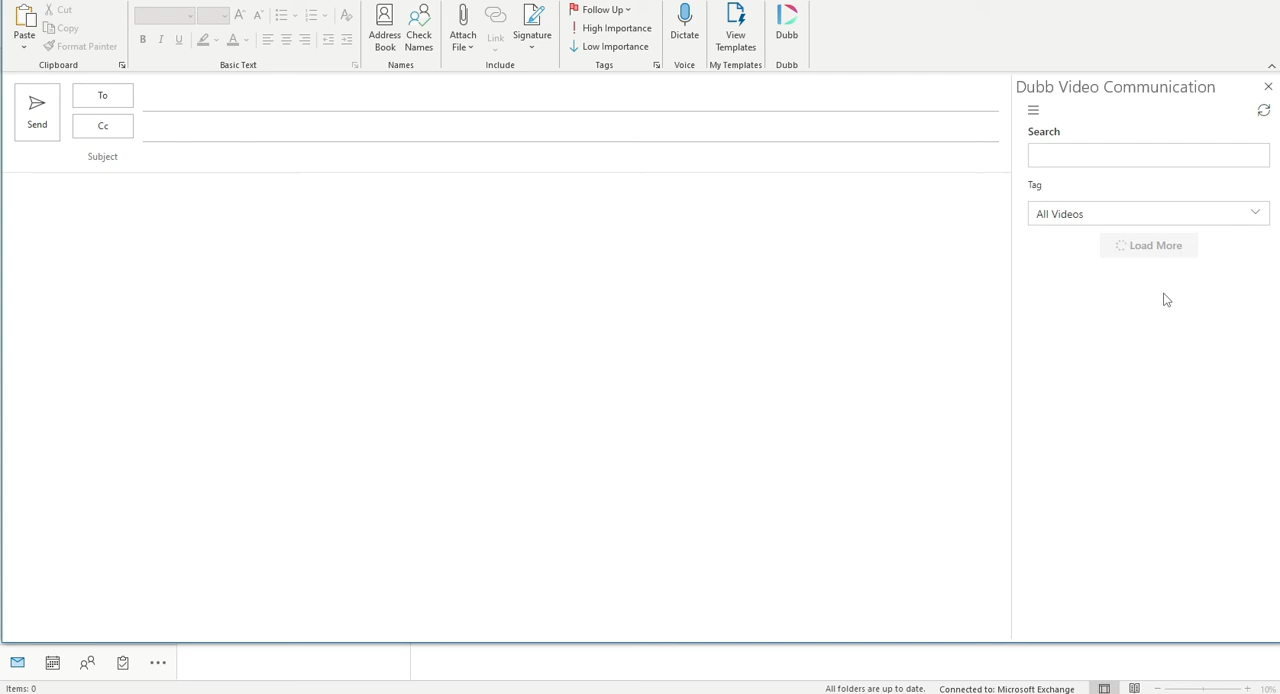 Cut
Copy
Format Painter
Paste
Clipboard
B I U A
Basic Text
Address Book
Check Names
Names
Attach File
Link
Signature
Include
Follow Up
High Importance
Low Importance
Tags
Dictate
Voice
View Templates
My Templates
Dubb
Dubb
Send
To
Cc
Subject
Dubb Video Communication
Search
Tag
All Videos
Load More
Items: 0
All folders are up to date.
Connected to: Microsoft Exchange
10%